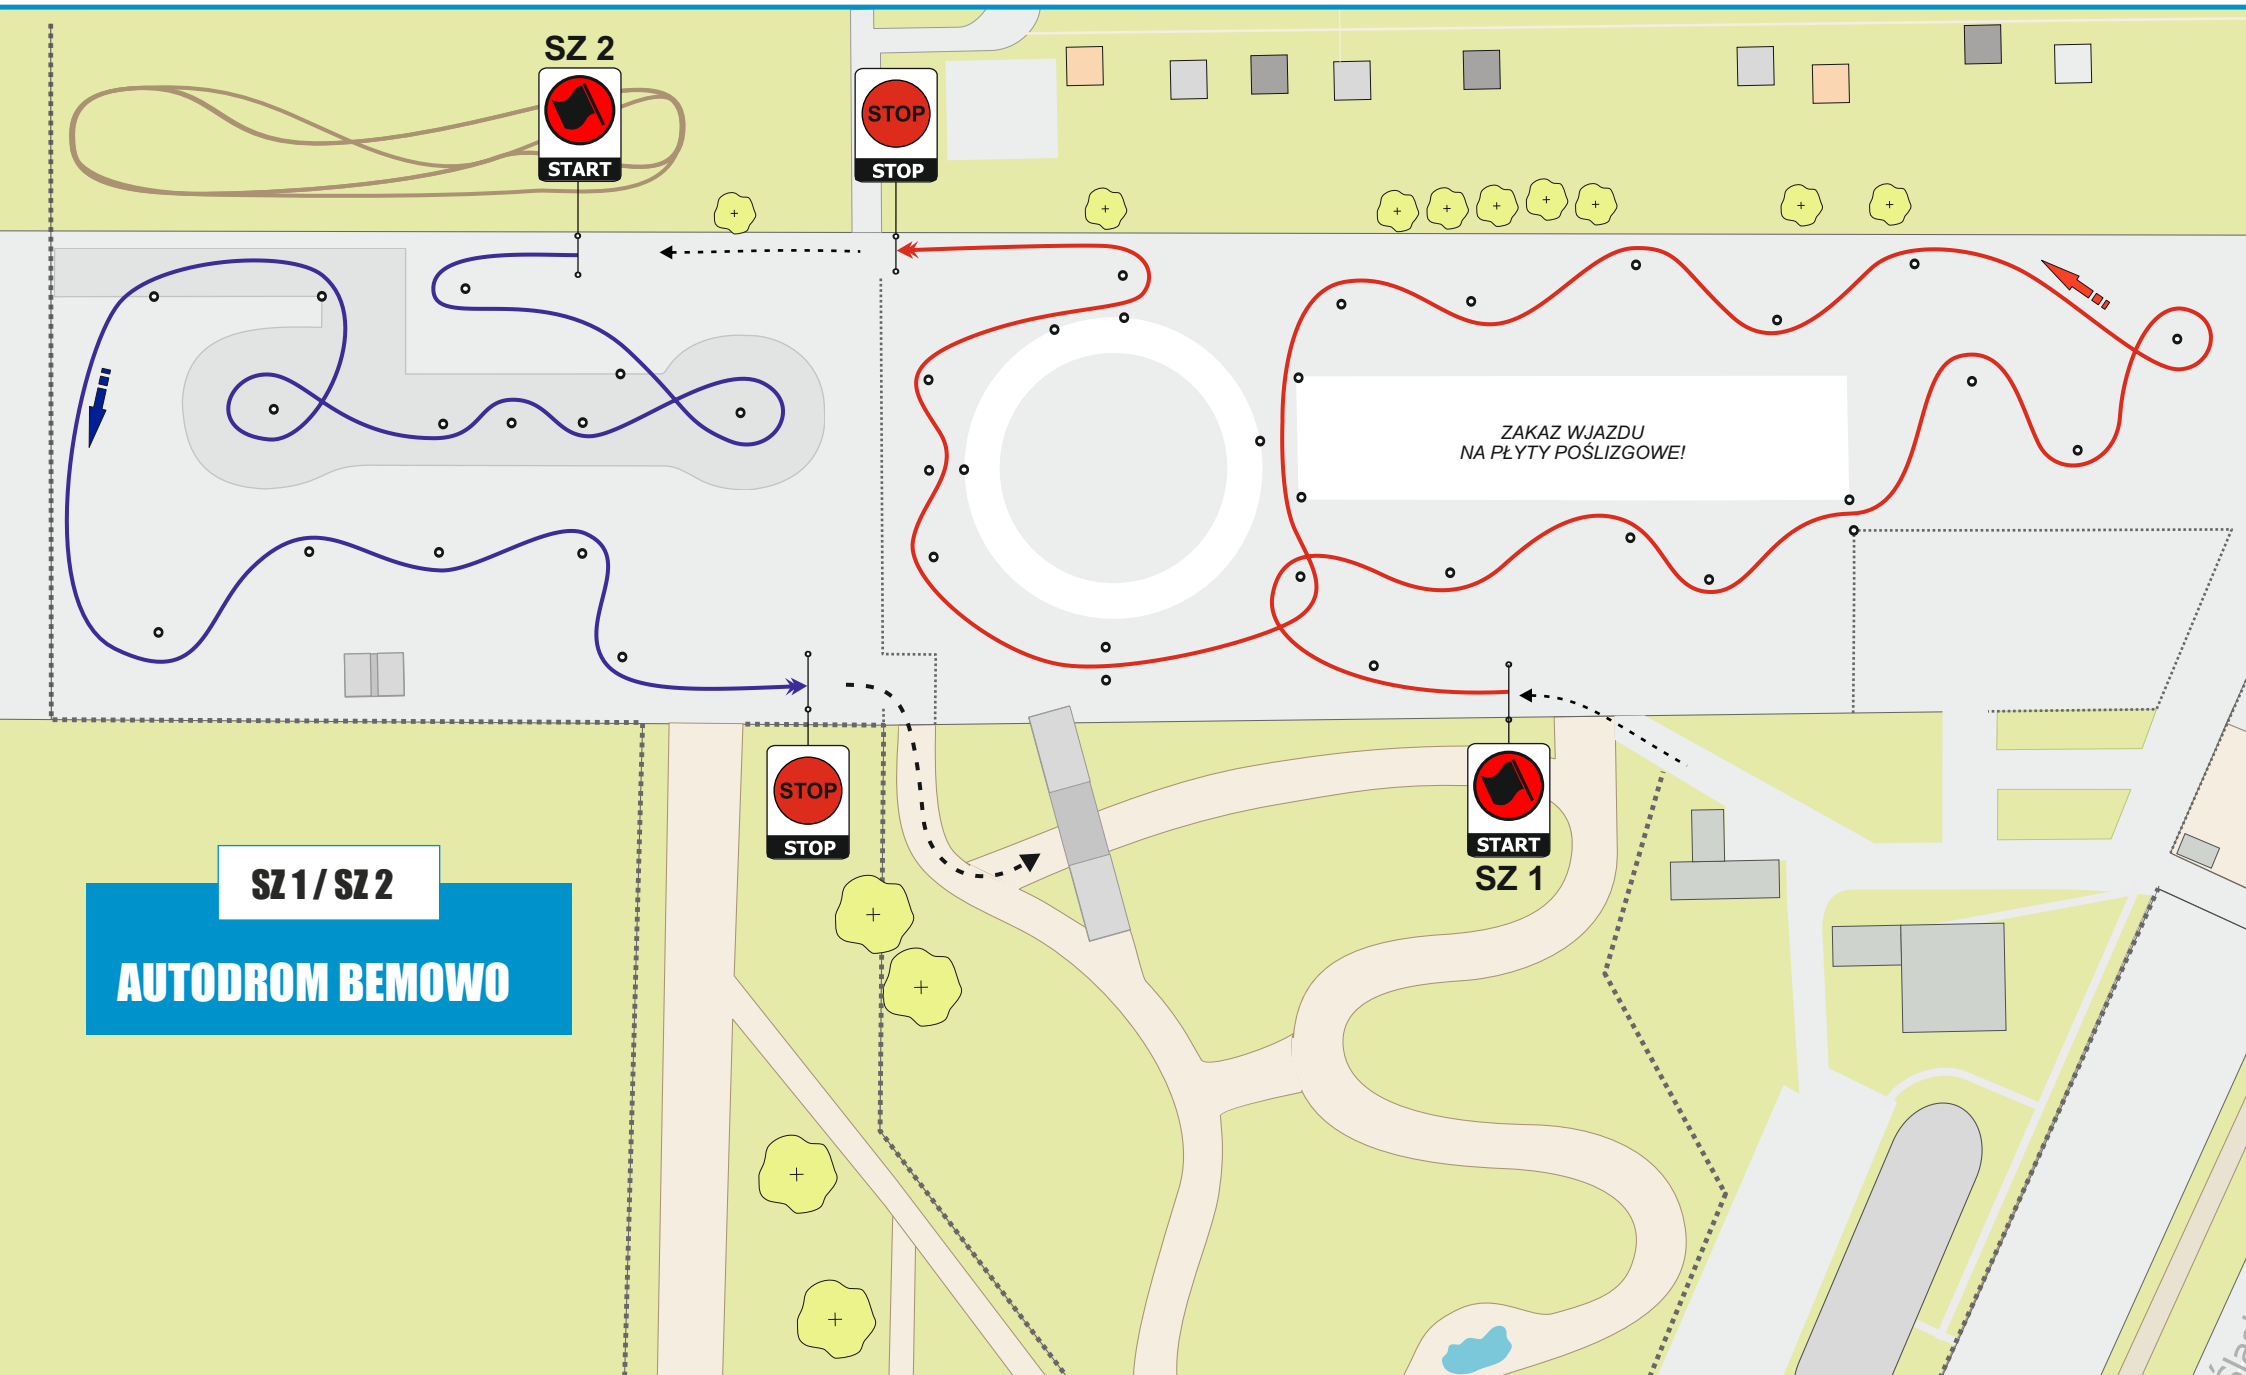 SZ 2
START
STOP
STOP
ZAKAZ WJAZDU
NA PŁYTY POŚLIZGOWE!
STOP
STOP
START
SZ 1
SZ 1 / SZ 2
AUTODROM BEMOWO